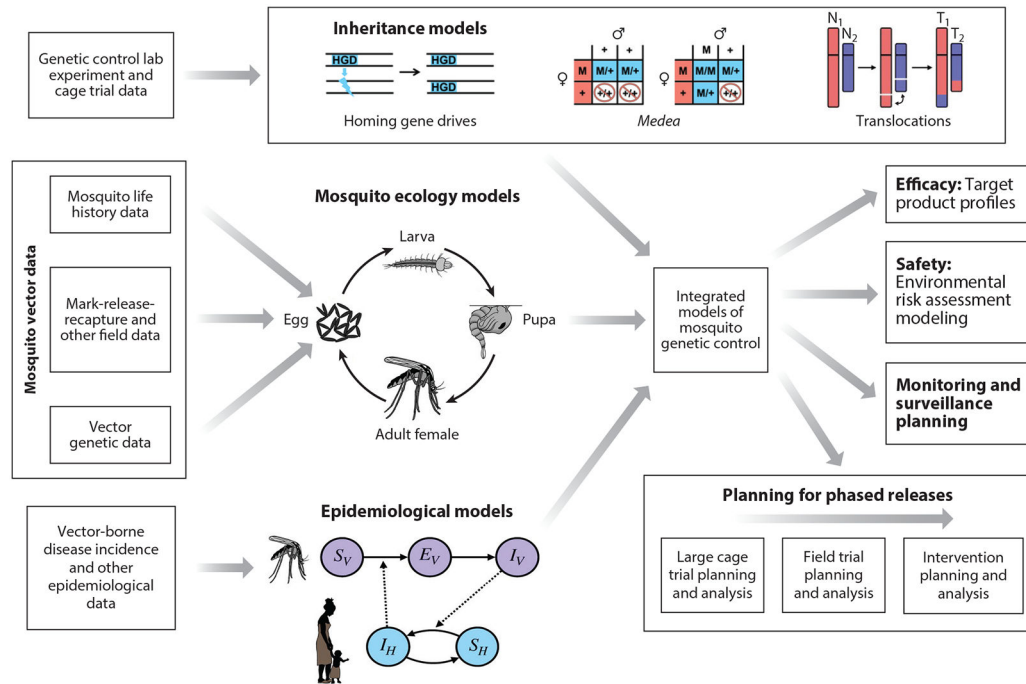 Genetic control lab
experiment and
cage trial data
Inheritance models
HGD
HGD
HGD
Homing gene drives
♂
+ +
♀
M M/+ M/+
+ +/+ +/+
♂
M +
♀
M M/M M/+
+ M/+ +/+
Medea
N1
N2
T1
T2
Translocations
Mosquito vector data
Mosquito life
history data
Mark-release-
recapture and
other field data
Vector
genetic data
Mosquito ecology models
Larva
Egg
Pupa
Adult female
Integrated
models of
mosquito
genetic control
Efficacy: Target
product profiles
Safety:
Environmental
risk assessment
modeling
Monitoring and
surveillance
planning
Vector-borne
disease incidence
and other
epidemiological
data
Epidemiological models
SV
EV
IV
IH
SH
Planning for phased releases
Large cage
trial planning
and analysis
Field trial
planning
and analysis
Intervention
planning and
analysis